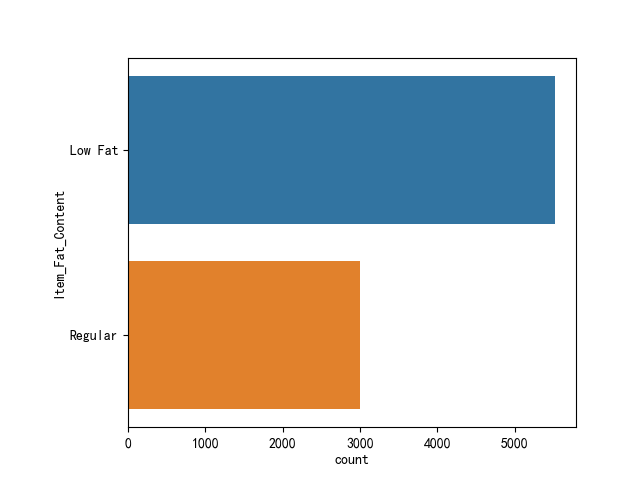 Item_Fat_Content
Low Fat
Regular
0 1000 2000 3000 4000 5000
count